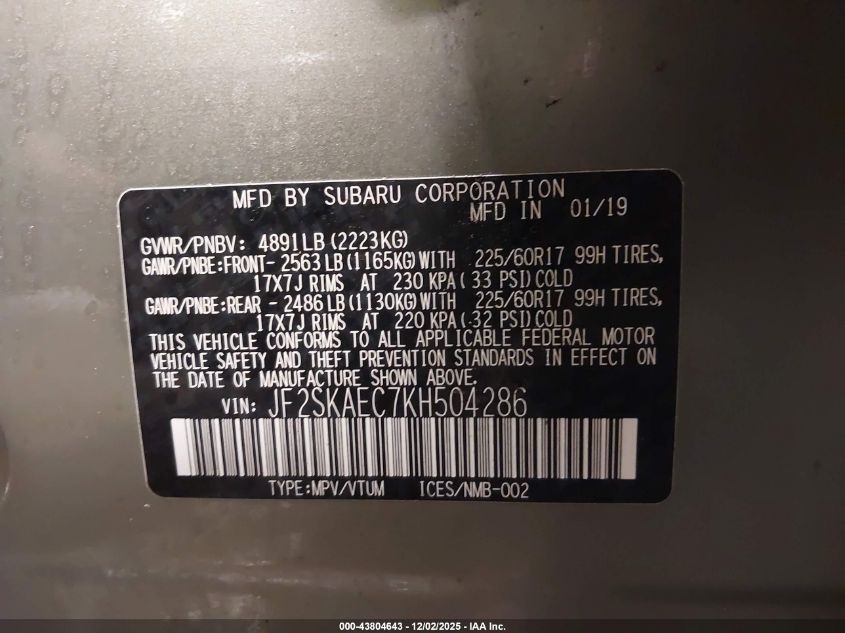 MFD BY SUBARU CORPORATION
MFD IN 01/19
GVWR/PNBV: 4891LB(2223KG)
GAWR/PNBE:FRONT- 2563LB(1165KG)WITH 225/60R17 99H TIRES,
17X7J RIMS AT 230 KPA( 33 PSI)COLD
GAWR/PNBE:REAR - 2486LB(1130KG)WITH 225/60R17 99H TIRES,
17X7J RIMS AT 220 KPA( 32 PSI)COLD
THIS VEHICLE CONFORMS TO ALL APPLICABLE FEDERAL MOTOR
VEHICLE SAFETY AND THEFT PREVENTION STANDARDS IN EFFECT ON
THE DATE OF MANUFACTURE SHOWN ABOVE.
VIN: JF2SKAEC7KH504286
TYPE:MPV/VTUM ICES/NMB-002
000-43804643 - 12/02/2025 - IAA Inc.